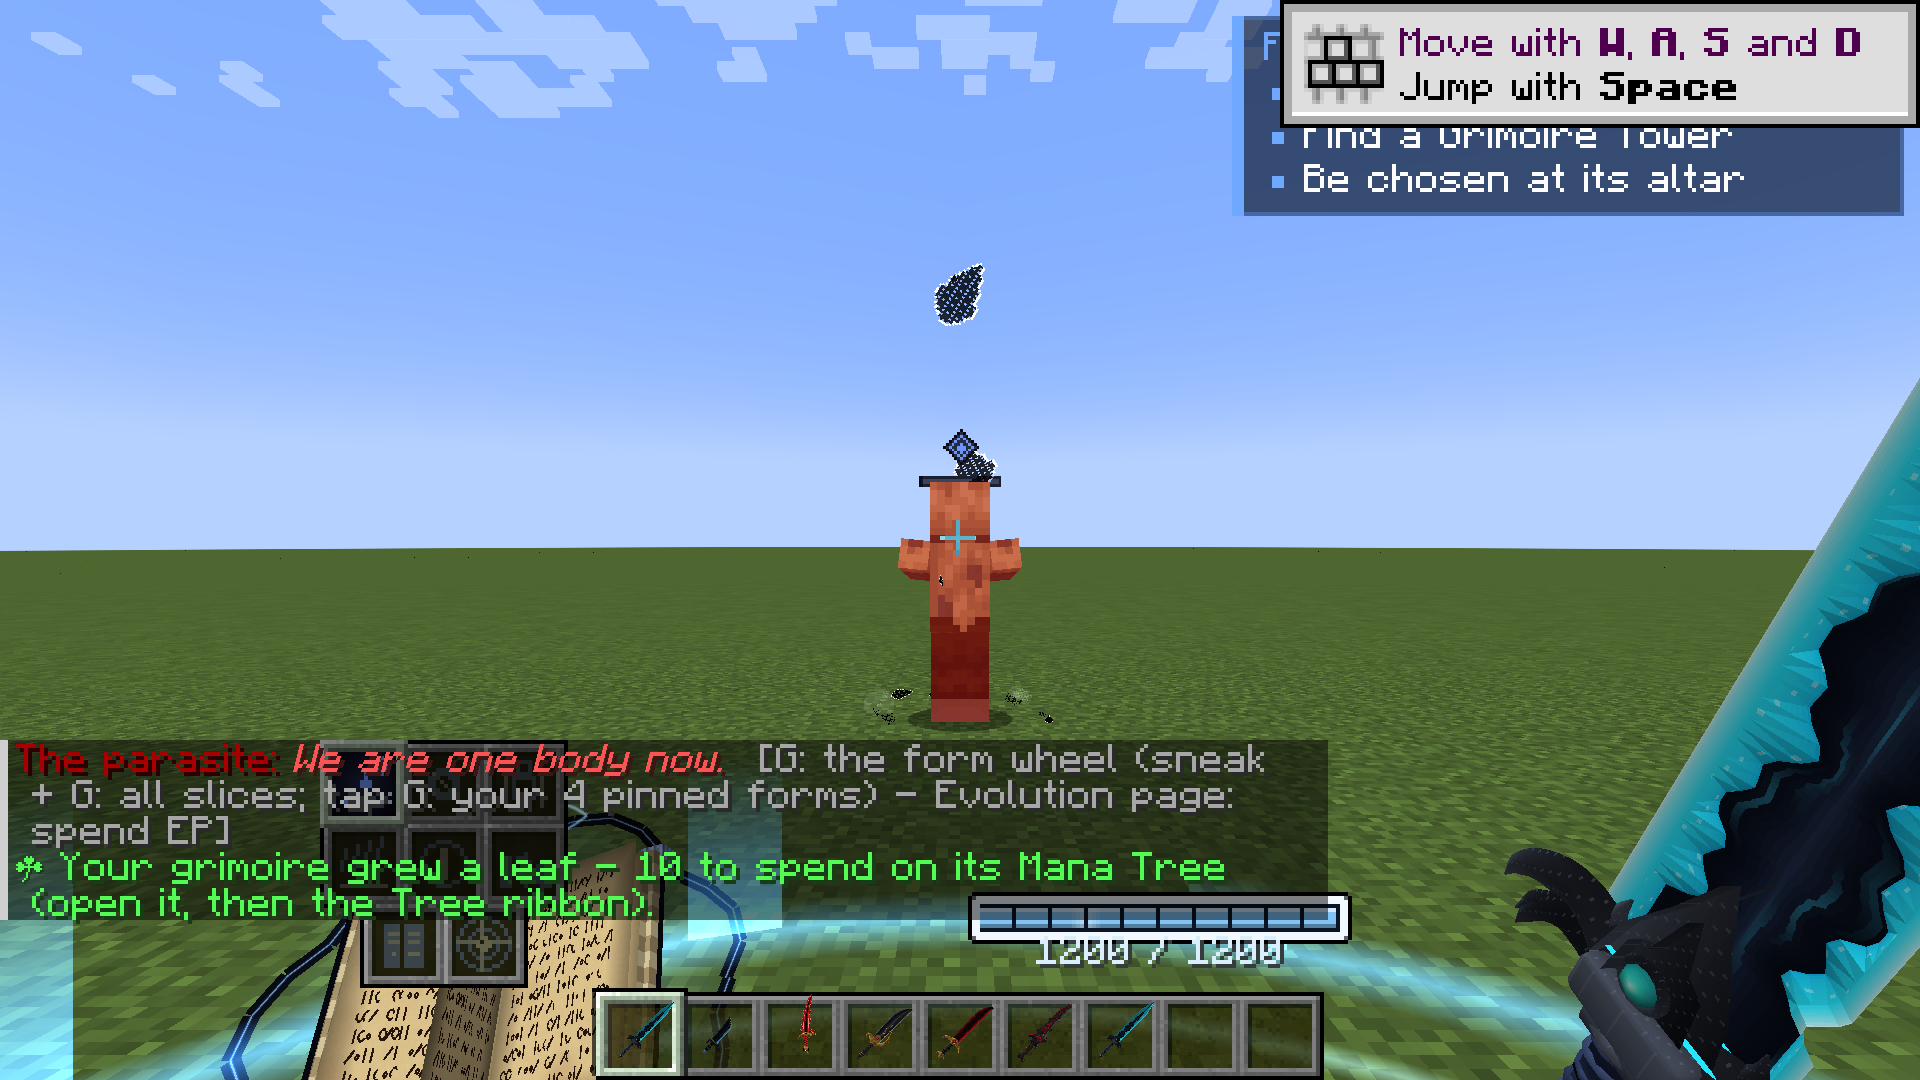 Move with W, A, S and D
Jump with Space
Find a Grimoire Tower
Be chosen at its altar
The parasite: We are one body now. [G: the form wheel (sneak
+ G: all slices; tap G: your 4 pinned forms) – Evolution page:
spend EP]
☘ Your grimoire grew a leaf – 10 to spend on its Mana Tree
(open it, then the Tree ribbon).
1200 / 1200